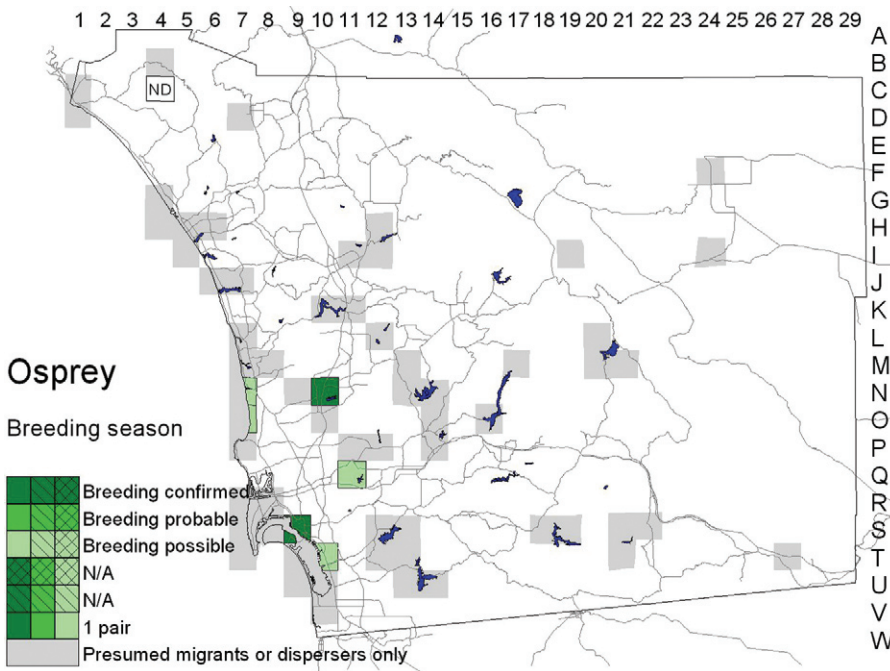 1 2 3 4 5 6 7 8 9 10 11 12 13 14 15 16 17 18 19 20 21 22 23 24 25 26 27 28 29
A
B
C
D
E
F
G
H
I
J
K
L
M
N
O
P
Q
R
S
T
U
V
W
ND
Osprey
Breeding season
Breeding confirmed
Breeding probable
Breeding possible
N/A
N/A
1 pair
Presumed migrants or dispersers only